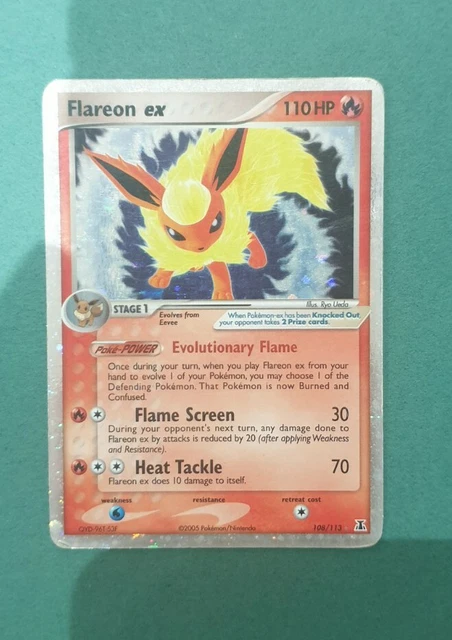 Flareon ex 110 HP
Illus. Ryo Ueda
STAGE 1
Evolves from
Eevee
When Pokémon-ex has been Knocked Out
your opponent takes 2 Prize cards.
Poké-POWER Evolutionary Flame
Once during your turn, when you play Flareon ex from your
hand to evolve 1 of your Pokémon, you may choose 1 of the
Defending Pokémon. That Pokémon is now Burned and
Confused.
Flame Screen 30
During your opponent's next turn, any damage done to
Flareon ex by attacks is reduced by 20 (after applying Weakness
and Resistance).
Heat Tackle 70
Flareon ex does 10 damage to itself.
weakness resistance retreat cost
©2005 Pokémon/Nintendo 108/113